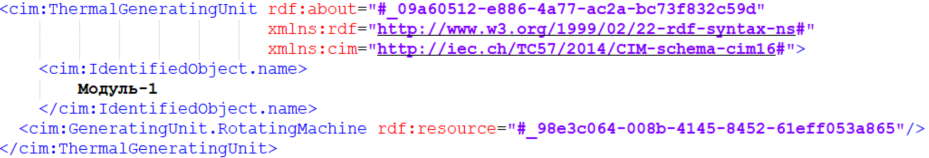 <cim:ThermalGeneratingUnit rdf:about="#_09a60512-e886-4a77-ac2a-bc73f832c59d"
xmlns:rdf="http://www.w3.org/1999/02/22-rdf-syntax-ns#"
xmlns:cim="http://iec.ch/TC57/2014/CIM-schema-cim16#">
<cim:IdentifiedObject.name>
Модуль-1
</cim:IdentifiedObject.name>
<cim:GeneratingUnit.RotatingMachine rdf:resource="#_98e3c064-008b-4145-8452-61eff053a865"/>
</cim:ThermalGeneratingUnit>